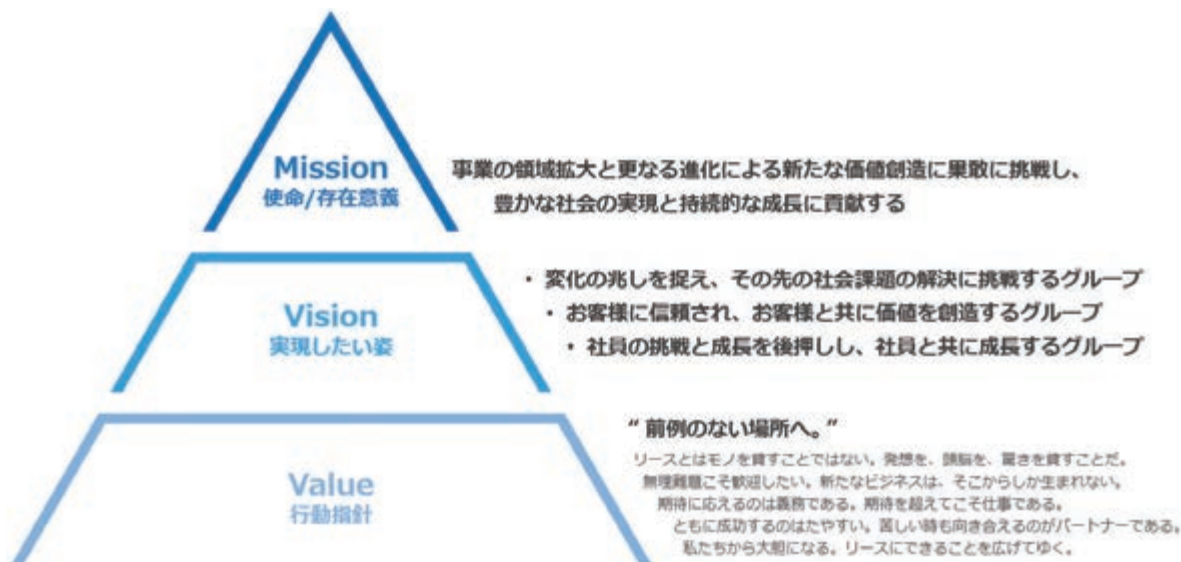 Mission
使命/存在意義
事業の領域拡大と更なる進化による新たな価値創造に果敢に挑戦し、
豊かな社会の実現と持続的な成長に貢献する
Vision
実現したい姿
・ 変化の兆しを捉え、その先の社会課題の解決に挑戦するグループ
・ お客様に信頼され、お客様と共に価値を創造するグループ
・ 社員の挑戦と成長を後押しし、社員と共に成長するグループ
Value
行動指針
“ 前例のない場所へ。”
リースとはモノを貸すことではない。発想を、頭脳を、驚きを貸すことだ。
無理難題こそ歓迎したい。新たなビジネスは、そこからしか生まれない。
期待に応えるのは義務である。期待を超えてこそ仕事である。
ともに成功するのはたやすい。苦しい時も向き合えるのがパートナーである。
私たちから大胆になる。リースにできることを広げてゆく。